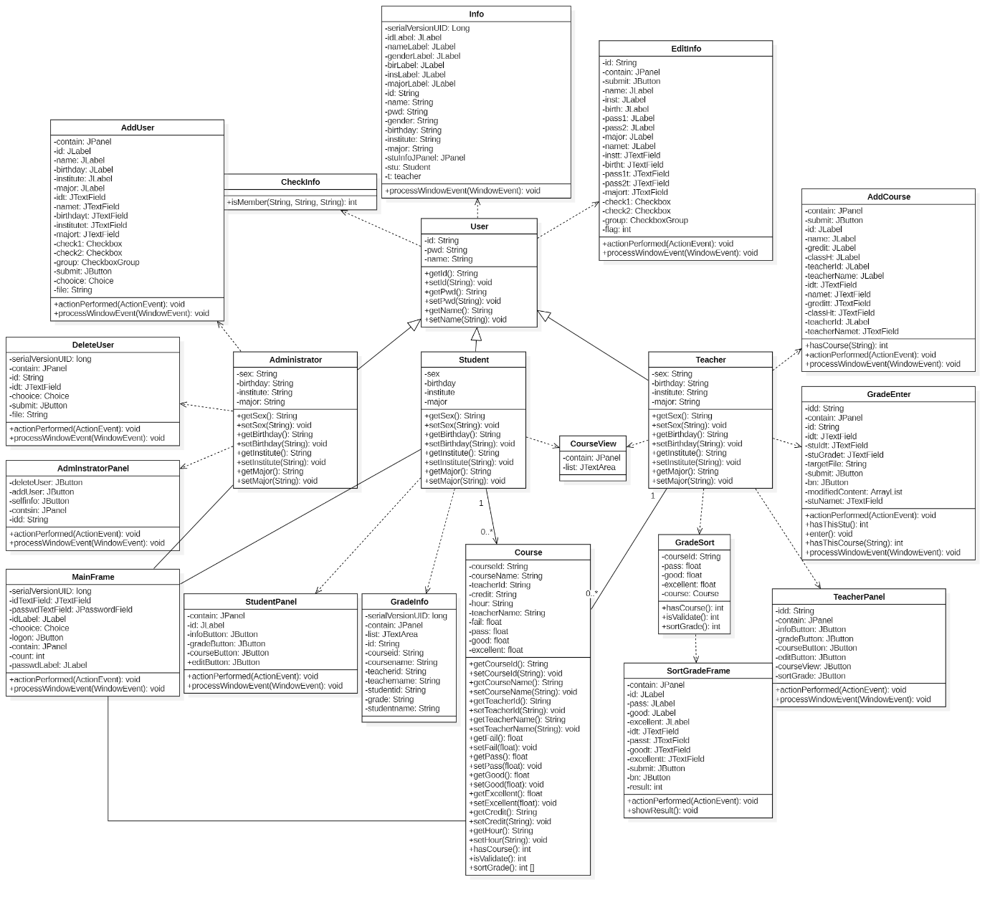 Info
-serialVersionUID: Long
-idLabel: JLabel
-nameLabel: JLabel
-genderLabel: JLabel
-birLabel: JLabel
-insLabel: JLabel
-majorLabel: JLabel
-id: String
-name: String
-pwd: String
-gender: String
-birthday: String
-institute: String
-major: String
-stuInfoJPanel: JPanel
-stu: Student
-t: teacher
+processWindowEvent(WindowEvent): void
EditInfo
-id: String
-contain: JPanel
-submit: JButton
-name: JLabel
-inst: JLabel
-birth: JLabel
-pass1: JLabel
-pass2: JLabel
-major: JLabel
-namet: JLabel
-instt: JTextField
-birtht: JTextField
-pass1t: JTextField
-pass2t: JTextField
-majort: JTextField
-check1: Checkbox
-check2: Checkbox
-group: CheckboxGroup
-flag: int
+actionPerformed(ActionEvent): void
+processWindowEvent(WindowEvent): void
AddUser
-contain: JPanel
-id: JLabel
-name: JLabel
-birthday: JLabel
-institute: JLabel
-major: JLabel
-idt: JTextField
-namet: JTextField
-birthdayt: JTextField
-institutet: JTextField
-majort: JTextField
-check1: Checkbox
-check2: Checkbox
-group: CheckboxGroup
-submit: JButton
-chooice: Choice
-file: String
+actionPerformed(ActionEvent): void
+processWindowEvent(WindowEvent): void
CheckInfo
+isMember(String, String, String): int
User
-id: String
-pwd: String
-name: String
+getId(): String
+setId(String): void
+getPwd(): String
+setPwd(String): void
+getName(): String
+setName(String): void
AddCourse
-contain: JPanel
-submit: JButton
-id: JLabel
-name: JLabel
-gredit: JLabel
-classH: JLabel
-teacherId: JLabel
-teacherName: JLabel
-idt: JTextField
-namet: JTextField
-greditt: JTextField
-classHt: JTextField
-teacherId: JLabel
-teacherNamet: JTextField
+hasCourse(String): int
+actionPerformed(ActionEvent): void
+processWindowEvent(WindowEvent): void
DeleteUser
-serialVersionUID: long
-contain: JPanel
-id: String
-idt: JTextField
-chooice: Choice
-submit: JButton
-file: String
+actionPerformed(ActionEvent): void
+processWindowEvent(WindowEvent): void
Administrator
-sex: String
-birthday: String
-institute: String
-major: String
+getSex(): String
+setSex(String): void
+getBirthday(): String
+setBirthday(String): void
+getInstitute(): String
+setInstitute(String): void
+getMajor(): String
+setMajor(String): void
Student
-sex
-birthday
-institute
-major
+getSex(): String
+setSex(String): void
+getBirthday(): String
+setBirthday(String): void
+getInstitute(): String
+setInstitute(String): void
+getMajor(): String
+setMajor(String): void
Teacher
-sex: String
-birthday: String
-institute: String
-major: String
+getSex(): String
+setSex(String): void
+getBirthday(): String
+setBirthday(String): void
+getInstitute(): String
+setInstitute(String): void
+getMajor(): String
+setMajor(String): void
CourseView
-contain: JPanel
-list: JTextArea
GradeEnter
-idd: String
-contain: JPanel
-id: String
-idt: JTextField
-stuIdt: JTextField
-stuGradet: JTextField
-targetFile: String
-submit: JButton
-bn: JButton
-modifiedContent: ArrayList
-stuNamet: JTextField
+actionPerformed(ActionEvent): void
+hasThisStu(): int
+enter(): void
+hasThisCourse(String): int
+processWindowEvent(WindowEvent): void
AdminstratorPanel
-deleteUser: JButton
-addUser: JButton
-selfinfo: JButton
-contsin: JPanel
-idd: String
+actionPerformed(ActionEvent): void
+processWindowEvent(WindowEvent): void
1
0..*
1
0..*
MainFrame
-serialVersionUID: long
-idTextField: JTextField
-passwdTextField: JPasswordField
-idLabel: JLabel
-chooice: Choice
-logon: JButton
-contain: JPanel
-count: int
-passwdLabel: JLabel
+actionPerformed(ActionEvent): void
+processWindowEvent(WindowEvent): void
StudentPanel
-contain: JPanel
-id: JLabel
-infoButton: JButton
-gradeButton: JButton
-courseButton: JButton
+editButton: JButton
+actionPerformed(ActionEvent): void
+processWindowEvent(WindowEvent): void
GradeInfo
-serialVersionUID: long
-contain: JPanel
-list: JTextArea
-id: String
-courseid: String
-coursename: String
-teacherid: String
-teachername: String
-studentid: String
-grade: String
-studentname: String
Course
-courseId: String
-courseName: String
-teacherId: String
-credit: String
-hour: String
-teacherName: String
-fail: float
-pass: float
-good: float
-excellent: float
+getCourseId(): String
+setCourseId(String): void
+getCourseName(): String
+setCourseName(String): void
+getTeacherId(): String
+setTeacherId(String): void
+getTeacherName(): String
+setTeacherName(String): void
+getFail(): float
+setFail(float): void
+getPass(): float
+setPass(float): void
+getGood(): float
+setGood(float): void
+getExcellent(): float
+setExcellent(float): void
+getCredit(): String
+setCredit(String): void
+getHour(): String
+setHour(String): void
+hasCourse(): int
+isValidate(): int
+sortGrade(): int []
GradeSort
-courseId: String
-pass: float
-good: float
-excellent: float
-course: Course
+hasCourse(): int
+isValidate(): int
+sortGrade(): int
TeacherPanel
-idd: String
-contain: JPanel
-infoButton: JButton
-gradeButton: JButton
-courseButton: JButton
-editButton: JButton
-courseView: JButton
-sortGrade: JButton
+actionPerformed(ActionEvent): void
+processWindowEvent(WindowEvent): void
SortGradeFrame
-contain: JPanel
-id: JLabel
-pass: JLabel
-good: JLabel
-excellent: JLabel
-idt: JTextField
-passt: JTextField
-goodt: JTextField
-excellentt: JTextField
-submit: JButton
-bn: JButton
-result: int
+actionPerformed(ActionEvent): void
+showResult(): void